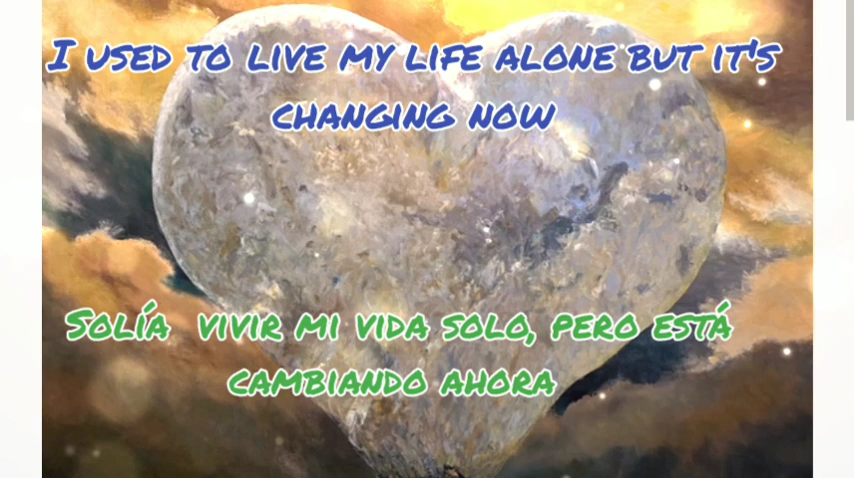 I used to live my life alone but it's
changing now
Solía vivir mi vida solo, pero está
cambiando ahora